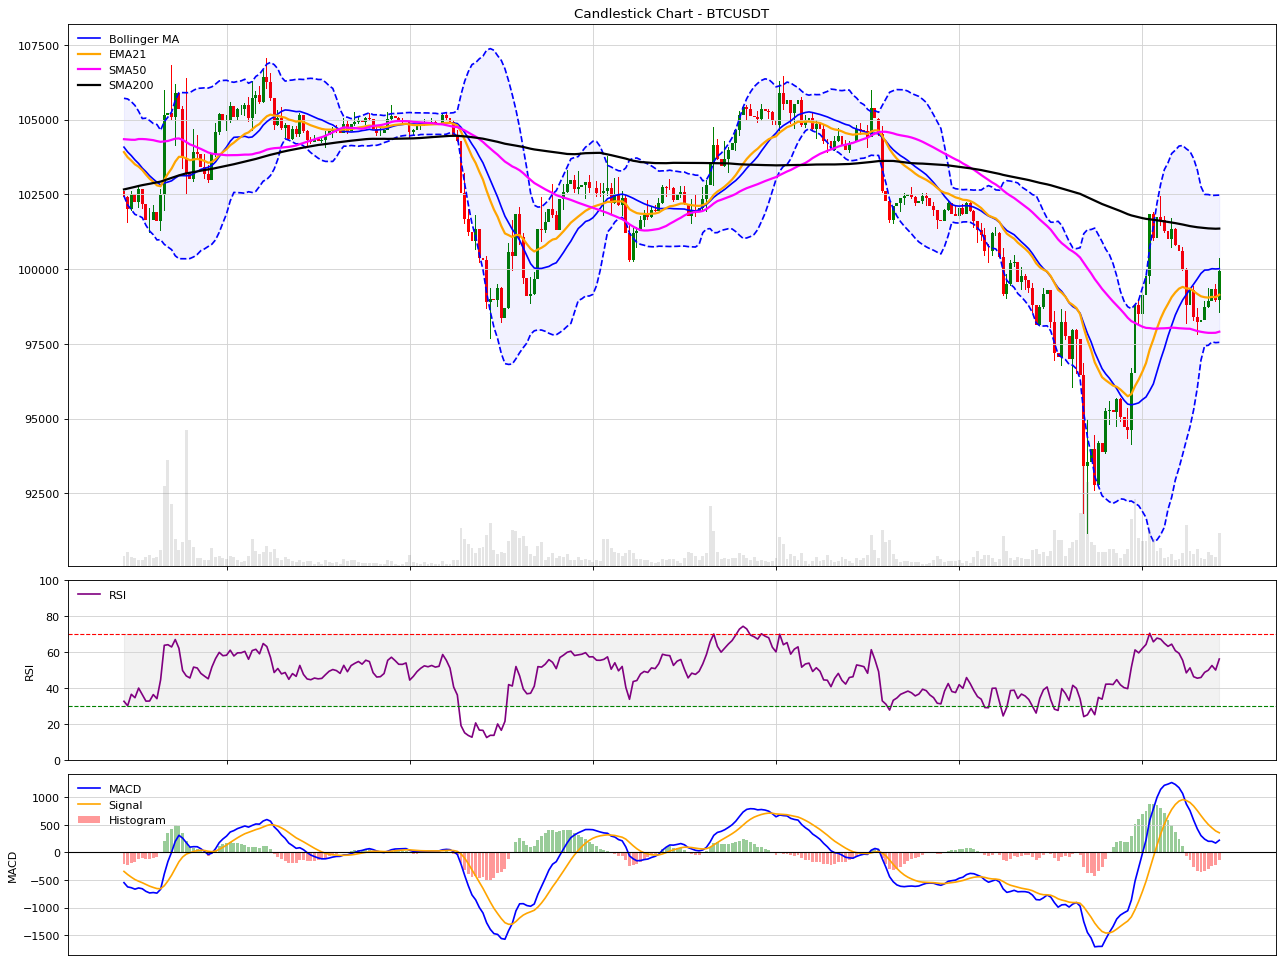 Candlestick Chart - BTCUSDT
Bollinger MA
EMA21
SMA50
SMA200
107500
105000
102500
100000
97500
95000
92500
RSI
RSI
100
80
60
40
20
0
MACD
MACD
Signal
Histogram
1000
500
0
−500
−1000
−1500